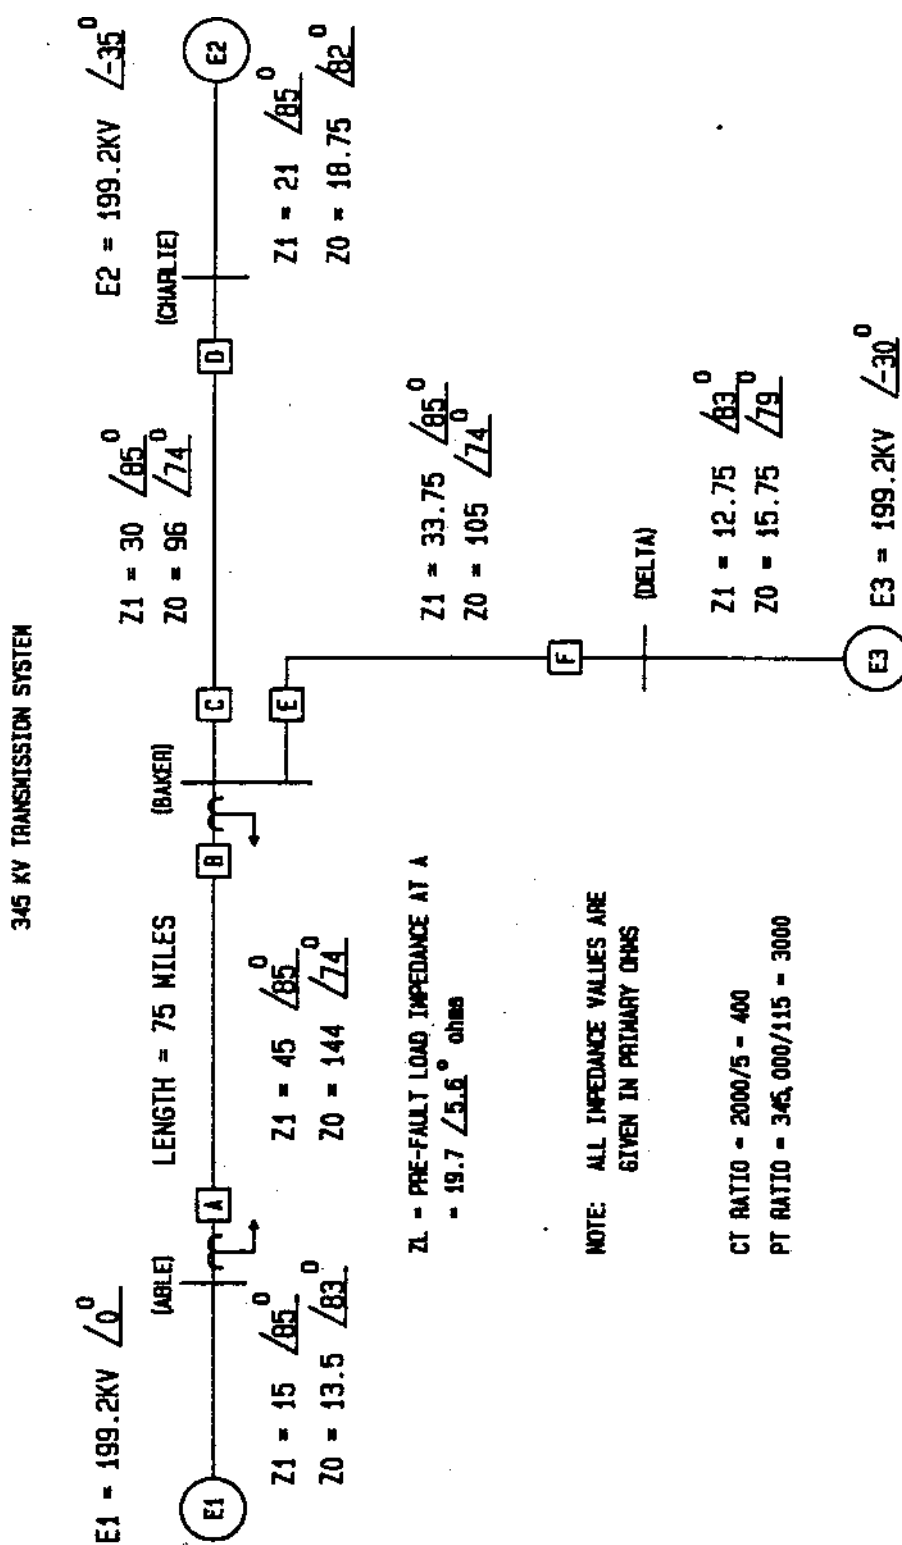 345 KV TRANSMISSION SYSTEM
E1 = 199.2KV /0°
E1
Z1 = 15 /85°
Z0 = 13.5 /83°
(ABLE)
A
LENGTH = 75 MILES
Z1 = 45 /85°
Z0 = 144 /74°
B
(BAKER)
C
E
Z1 = 30 /85°
Z0 = 96 /74°
D
(CHARLIE)
E2 = 199.2KV /-35°
E2
Z1 = 21 /85°
Z0 = 18.75 /82°
Z1 = 33.75 /85°
Z0 = 105 /74°
F
(DELTA)
Z1 = 12.75 /83°
Z0 = 15.75 /79°
E3
E3 = 199.2KV /-30°
ZL = PRE-FAULT LOAD IMPEDANCE AT A
= 19.7 /5.6° ohms
NOTE: ALL IMPEDANCE VALUES ARE
GIVEN IN PRIMARY OHMS
CT RATIO = 2000/5 = 400
PT RATIO = 345,000/115 = 3000